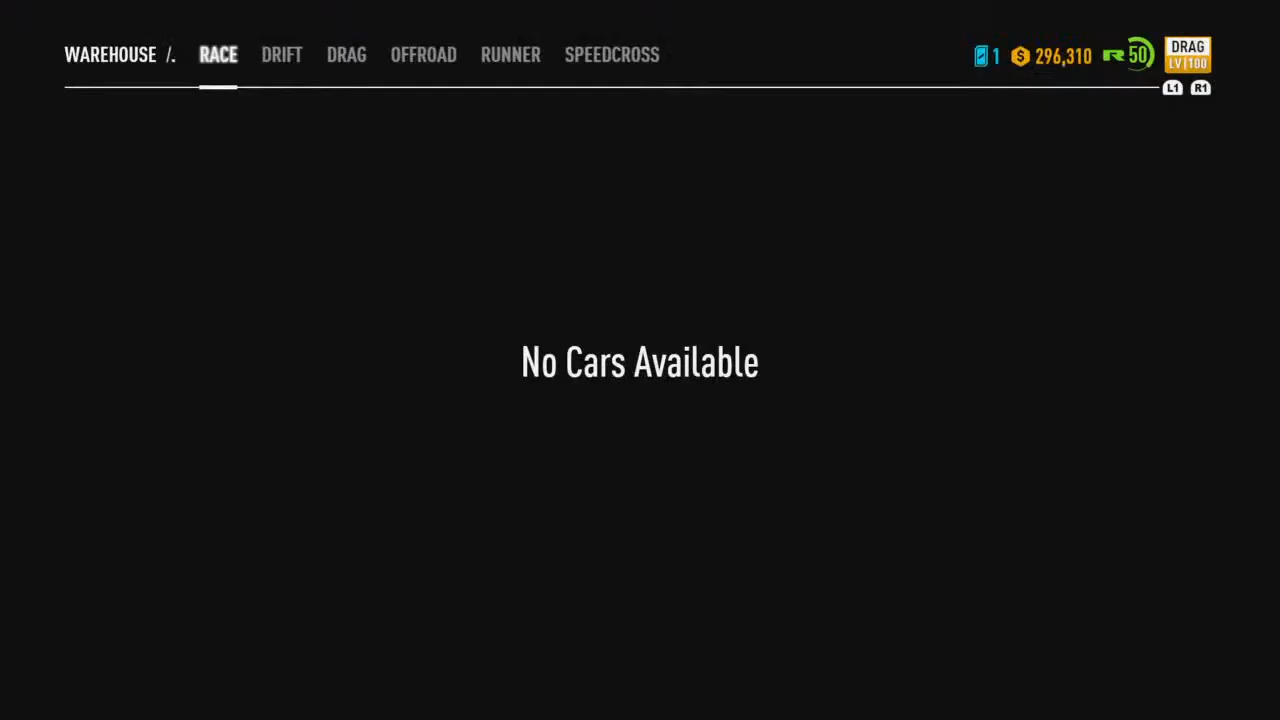 WAREHOUSE /. RACE DRIFT DRAG OFFROAD RUNNER SPEEDCROSS 1 $ 296,310 R 50 DRAG
LV|100
L1 R1
No Cars Available